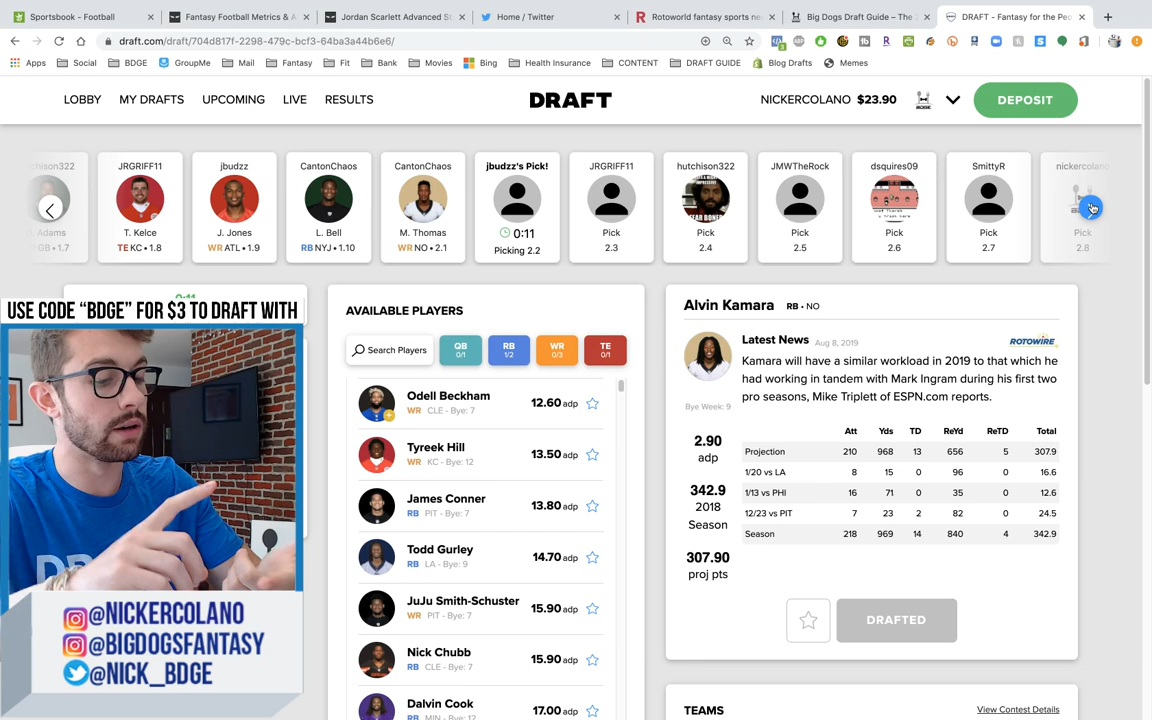 Sportsbook - Football
Fantasy Football Metrics & A
Jordan Scarlett Advanced St
Home / Twitter
Rotoworld fantasy sports ne
Big Dogs Draft Guide – The 2
DRAFT - Fantasy for the Peo
draft.com/draft/704d817f-2298-479c-bcf3-64ba3a44b6e6/
Apps
Social
BDGE
GroupMe
Mail
Fantasy
Fit
Bank
Movies
Bing
Health Insurance
CONTENT
DRAFT GUIDE
Blog Drafts
Memes
LOBBY
MY DRAFTS
UPCOMING
LIVE
RESULTS
DRAFT
NICKERCOLANO $23.90
DEPOSIT
chison322
JRGRIFF11
jbudzz
CantonChaos
CantonChaos
jbudzz's Pick!
JRGRIFF11
hutchison322
JMWTheRock
dsquires09
SmittyR
nickercolano
Adams
T. Kelce
J. Jones
L. Bell
M. Thomas
0:11
Pick
Pick
Pick
Pick
Pick
Pick
GB • 1.7
TE KC • 1.8
WR ATL • 1.9
RB NYJ • 1.10
WR NO • 2.1
Picking 2.2
2.3
2.4
2.5
2.6
2.7
2.8
USE CODE "BDGE" FOR $3 TO DRAFT WITH
@NICKERCOLANO
@BIGDOGSFANTASY
@NICK_BDGE
AVAILABLE PLAYERS
Search Players
QB
0/1
RB
1/2
WR
0/3
TE
0/1
Odell Beckham
WR CLE - Bye: 7
12.60 adp
Tyreek Hill
WR KC - Bye: 12
13.50 adp
James Conner
RB PIT - Bye: 7
13.80 adp
Todd Gurley
RB LA - Bye: 9
14.70 adp
JuJu Smith-Schuster
WR PIT - Bye: 7
15.90 adp
Nick Chubb
RB CLE - Bye: 7
15.90 adp
Dalvin Cook
RB MIN - Bye: 12
17.00 adp
Alvin Kamara RB • NO
Latest News Aug 8, 2019
ROTOWIRE
Kamara will have a similar workload in 2019 to that which he
had working in tandem with Mark Ingram during his first two
pro seasons, Mike Triplett of ESPN.com reports.
Bye Week: 9
2.90
adp
342.9
2018
Season
307.90
proj pts
Att Yds TD ReYd ReTD Total
Projection 210 968 13 656 5 307.9
1/20 vs LA 8 15 0 96 0 16.6
1/13 vs PHI 16 71 0 35 0 12.6
12/23 vs PIT 7 23 2 82 0 24.5
Season 218 969 14 840 4 342.9
DRAFTED
TEAMS
View Contest Details